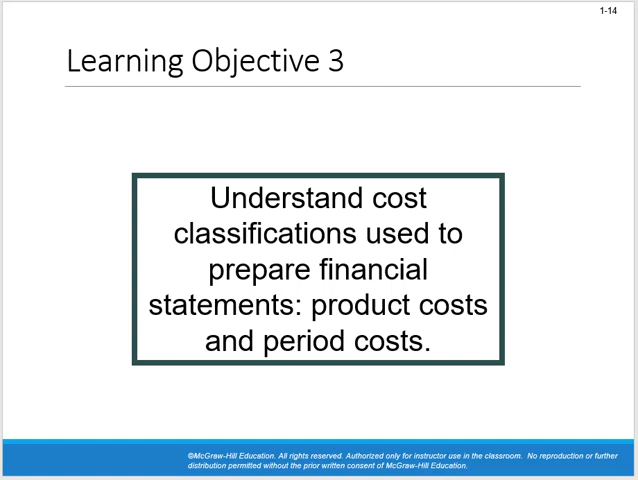 1-14
Learning Objective 3
Understand cost
classifications used to
prepare financial
statements: product costs
and period costs.
©McGraw-Hill Education. All rights reserved. Authorized only for instructor use in the classroom.  No reproduction or further
distribution permitted without the prior written consent of McGraw-Hill Education.